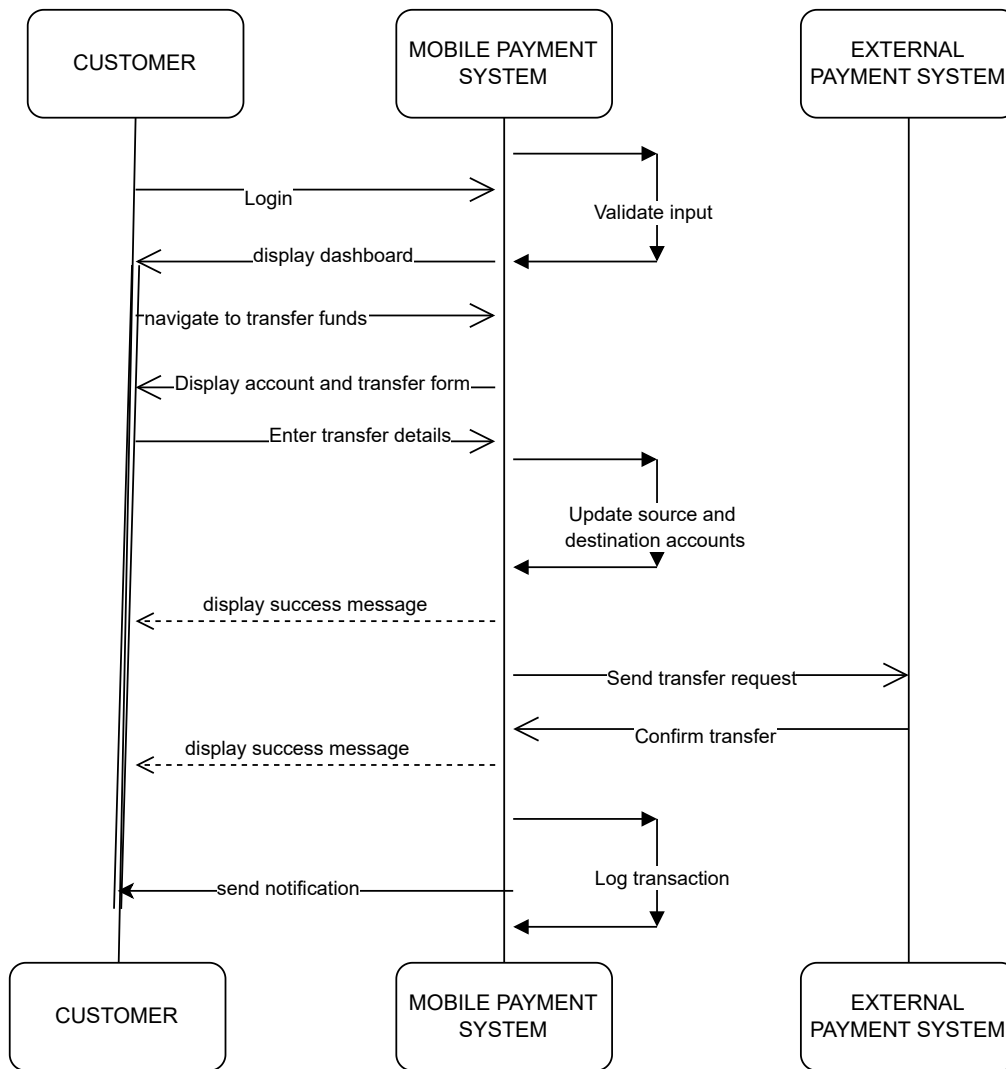 CUSTOMER
MOBILE PAYMENT
SYSTEM
EXTERNAL
PAYMENT SYSTEM
Login
Validate input
display dashboard
navigate to transfer funds
Display account and transfer form
Enter transfer details
Update source and
destination accounts
display success message
Send transfer request
Confirm transfer
display success message
Log transaction
send notification
CUSTOMER
MOBILE PAYMENT
SYSTEM
EXTERNAL
PAYMENT SYSTEM